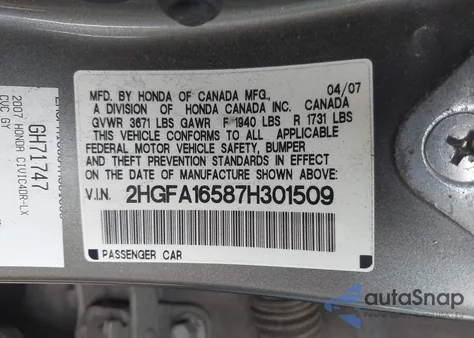 MFD. BY HONDA OF CANADA MFG., 04/07
A DIVISION OF HONDA CANADA INC. CANADA
GVWR 3671 LBS GAWR F 1940 LBS R 1731 LBS
THIS VEHICLE CONFORMS TO ALL APPLICABLE
FEDERAL MOTOR VEHICLE SAFETY, BUMPER
AND THEFT PREVENTION STANDARDS IN EFFECT
ON THE DATE OF MANUFACTURE SHOWN ABOVE:
V.I.N. 2HGFA16587H301509
PASSENGER CAR
GH71747
2007 HONDA CIVIC4DR-LX
CVC GY
autoSnap